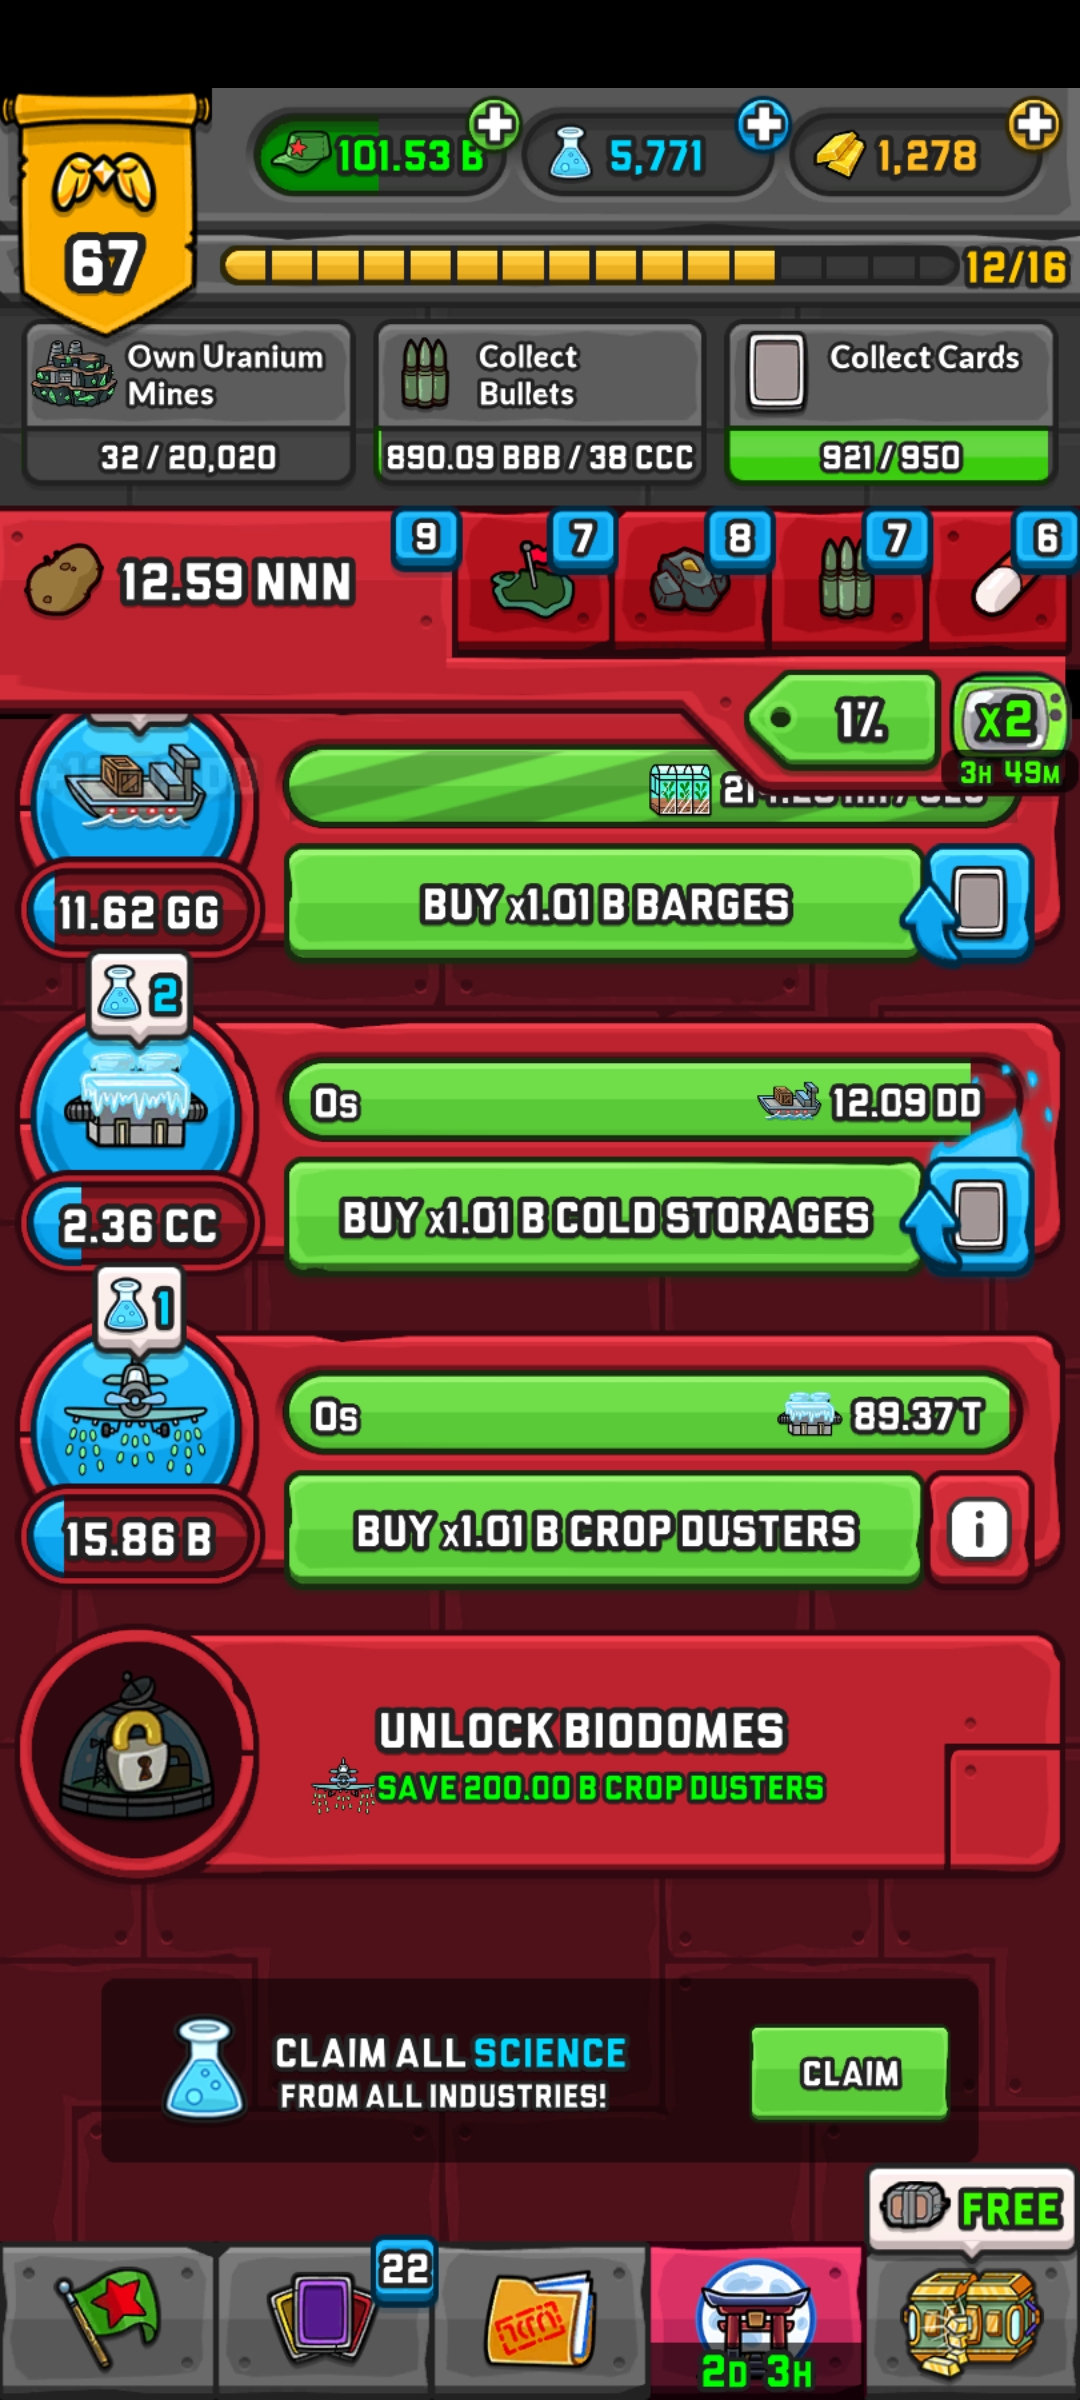 101.53 B
5,771
1,278
67
12/16
Own Uranium
Mines
32 / 20,020
Collect
Bullets
890.09 BBB / 38 CCC
Collect Cards
921 / 950
12.59 NNN
9
7
8
7
6
1%
x2
3H 49M
11.62 GG
BUY x1.01 B BARGES
2
0s
12.09 DD
2.36 CC
BUY x1.01 B COLD STORAGES
1
0s
89.37 T
15.86 B
BUY x1.01 B CROP DUSTERS
i
UNLOCK BIODOMES
SAVE 200.00 B CROP DUSTERS
CLAIM ALL SCIENCE
FROM ALL INDUSTRIES!
CLAIM
FREE
22
2D 3H